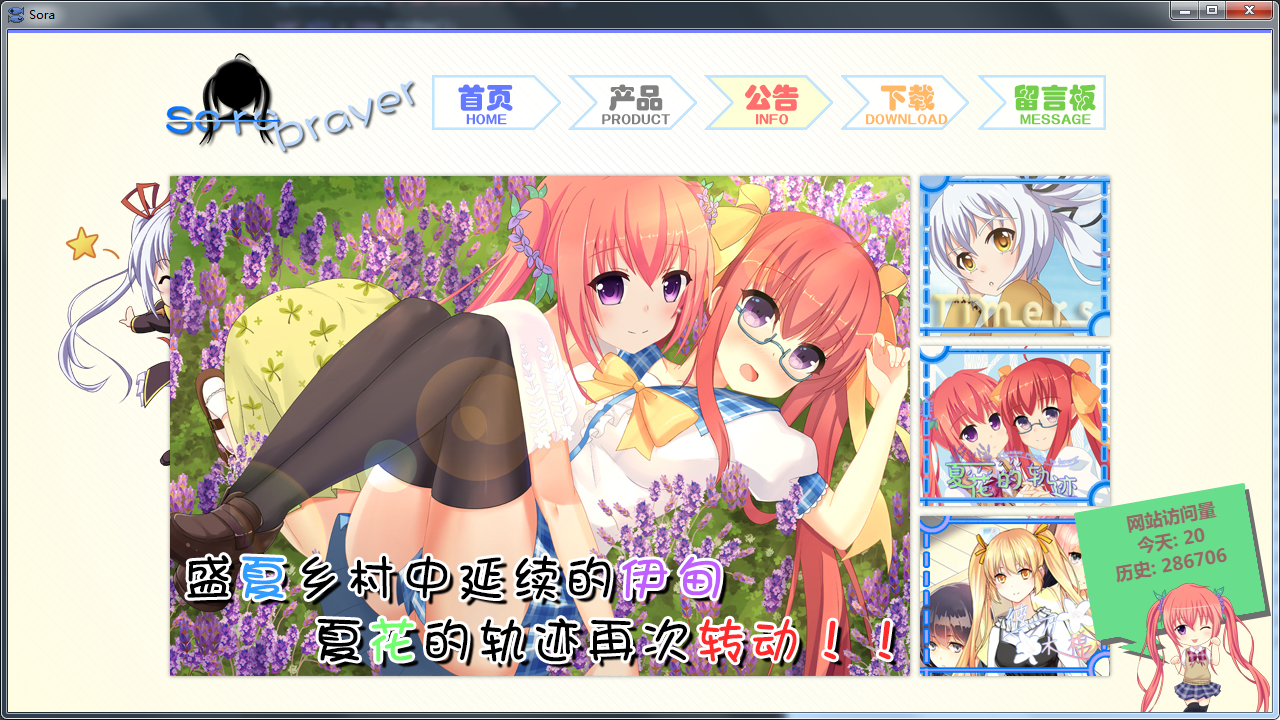 Sora
Sora prayer
首页
HOME
产品
PRODUCT
公告
INFO
下载
DOWNLOAD
留言板
MESSAGE
盛夏乡村中延续的伊甸
夏花的轨迹再次转动！！
Timers
夏花的轨迹
网站访问量
今天: 20
历史: 286706